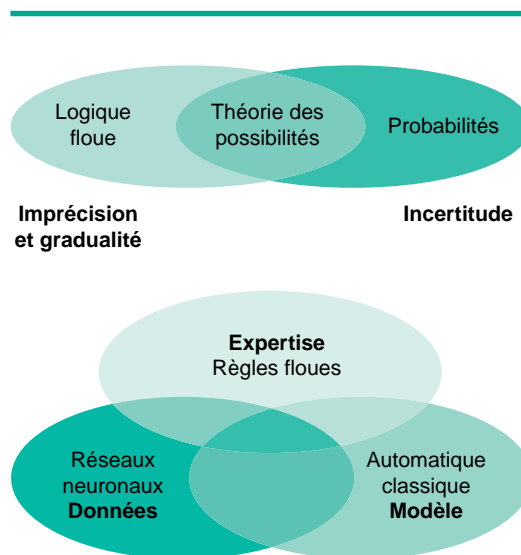 Logique
floue
Théorie des
possibilités
Probabilités
Imprécision
et gradualité
Incertitude
Expertise
Règles floues
Réseaux
neuronaux
Données
Automatique
classique
Modèle